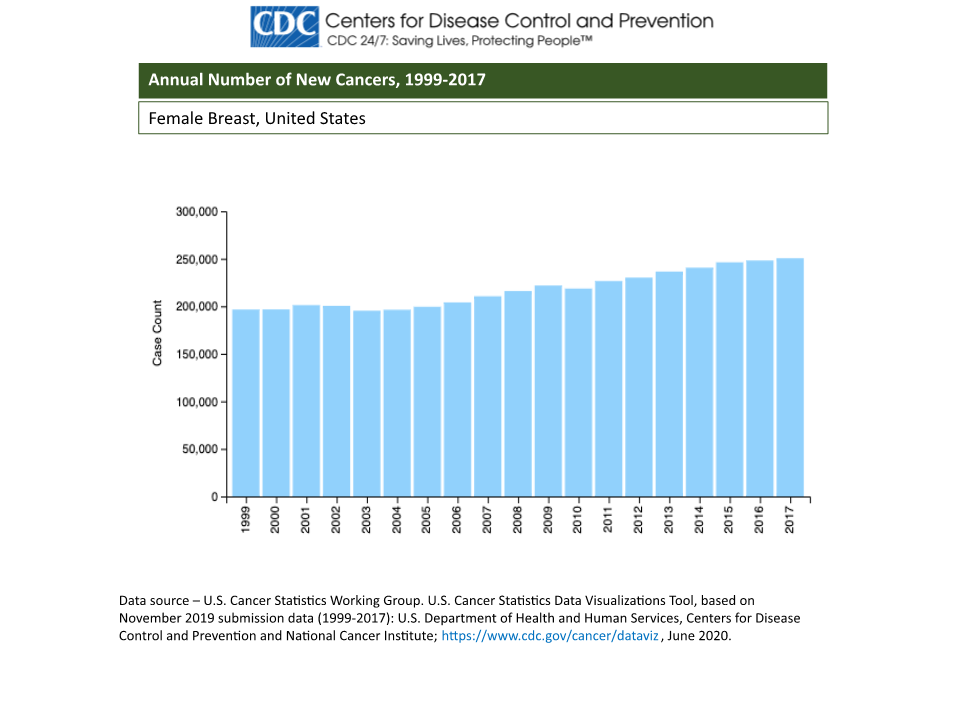 CDC Centers for Disease Control and Prevention
CDC 24/7: Saving Lives, Protecting People™
Annual Number of New Cancers, 1999-2017
Female Breast, United States
300,000
250,000
200,000
150,000
100,000
50,000
0
Case Count
1999 2000 2001 2002 2003 2004 2005 2006 2007 2008 2009 2010 2011 2012 2013 2014 2015 2016 2017
Data source – U.S. Cancer Statistics Working Group. U.S. Cancer Statistics Data Visualizations Tool, based on
November 2019 submission data (1999-2017): U.S. Department of Health and Human Services, Centers for Disease
Control and Prevention and National Cancer Institute; https://www.cdc.gov/cancer/dataviz, June 2020.